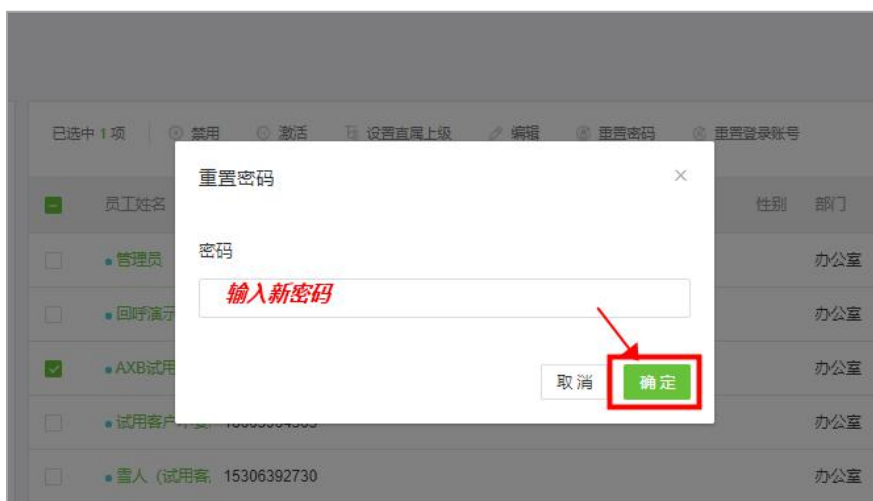 已选中 1 项 禁用 激活 设置直属上级 编辑 重置密码 重置登录账号
重置密码
员工姓名 性别 部门
密码
管理员 办公室
输入新密码
回呼演示 办公室
AXB试用 办公室
取消 确定
试用客户 办公室
雪人（试用客 15306392730 办公室